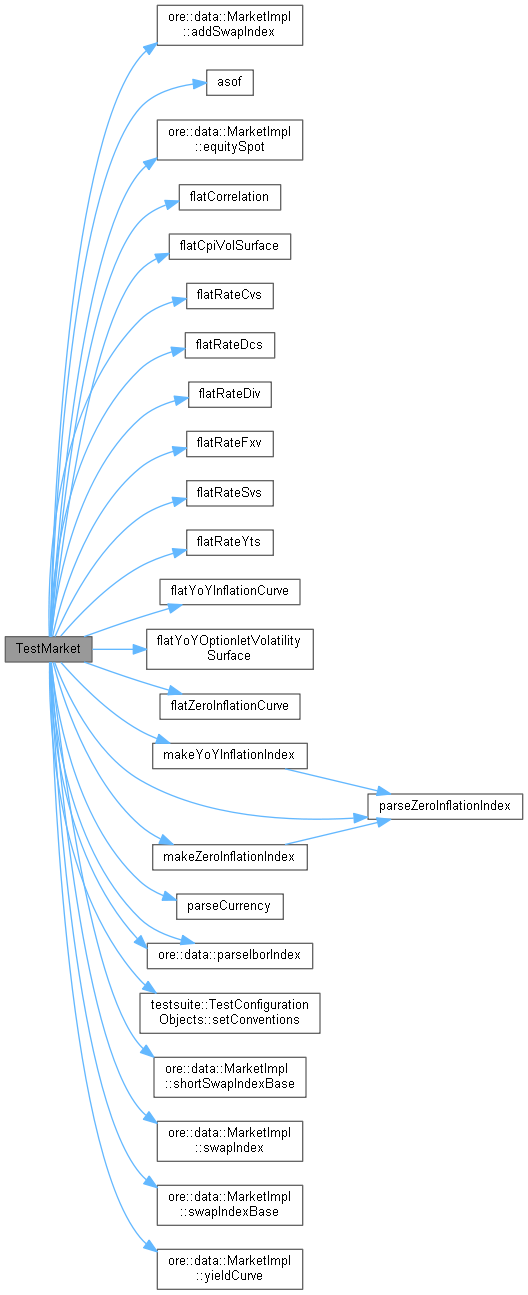 ore::data::MarketImpl
::addSwapIndex
asof
ore::data::MarketImpl
::equitySpot
flatCorrelation
flatCpiVolSurface
flatRateCvs
flatRateDcs
flatRateDiv
flatRateFxv
flatRateSvs
flatRateYts
flatYoYInflationCurve
TestMarket
flatYoYOptionletVolatility
Surface
flatZeroInflationCurve
makeYoYInflationIndex
parseZeroInflationIndex
makeZeroInflationIndex
parseCurrency
ore::data::parseIborIndex
testsuite::TestConfiguration
Objects::setConventions
ore::data::MarketImpl
::shortSwapIndexBase
ore::data::MarketImpl
::swapIndex
ore::data::MarketImpl
::swapIndexBase
ore::data::MarketImpl
::yieldCurve